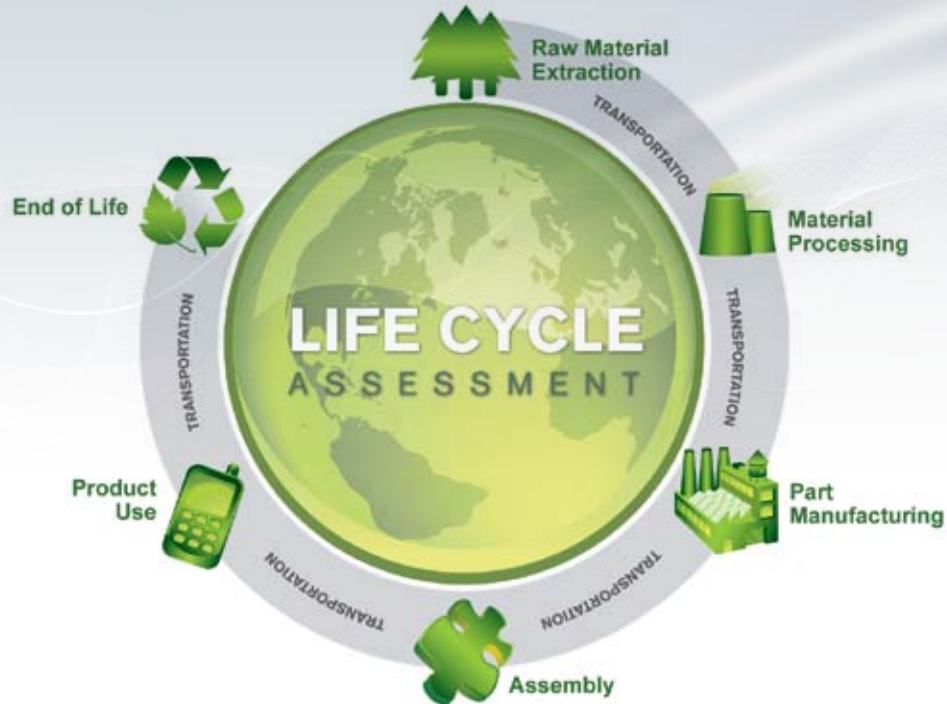 Raw Material
Extraction
TRANSPORTATION
Material
Processing
TRANSPORTATION
Part
Manufacturing
TRANSPORTATION
Assembly
TRANSPORTATION
Product
Use
TRANSPORTATION
End of Life
LIFE CYCLE
ASSESSMENT